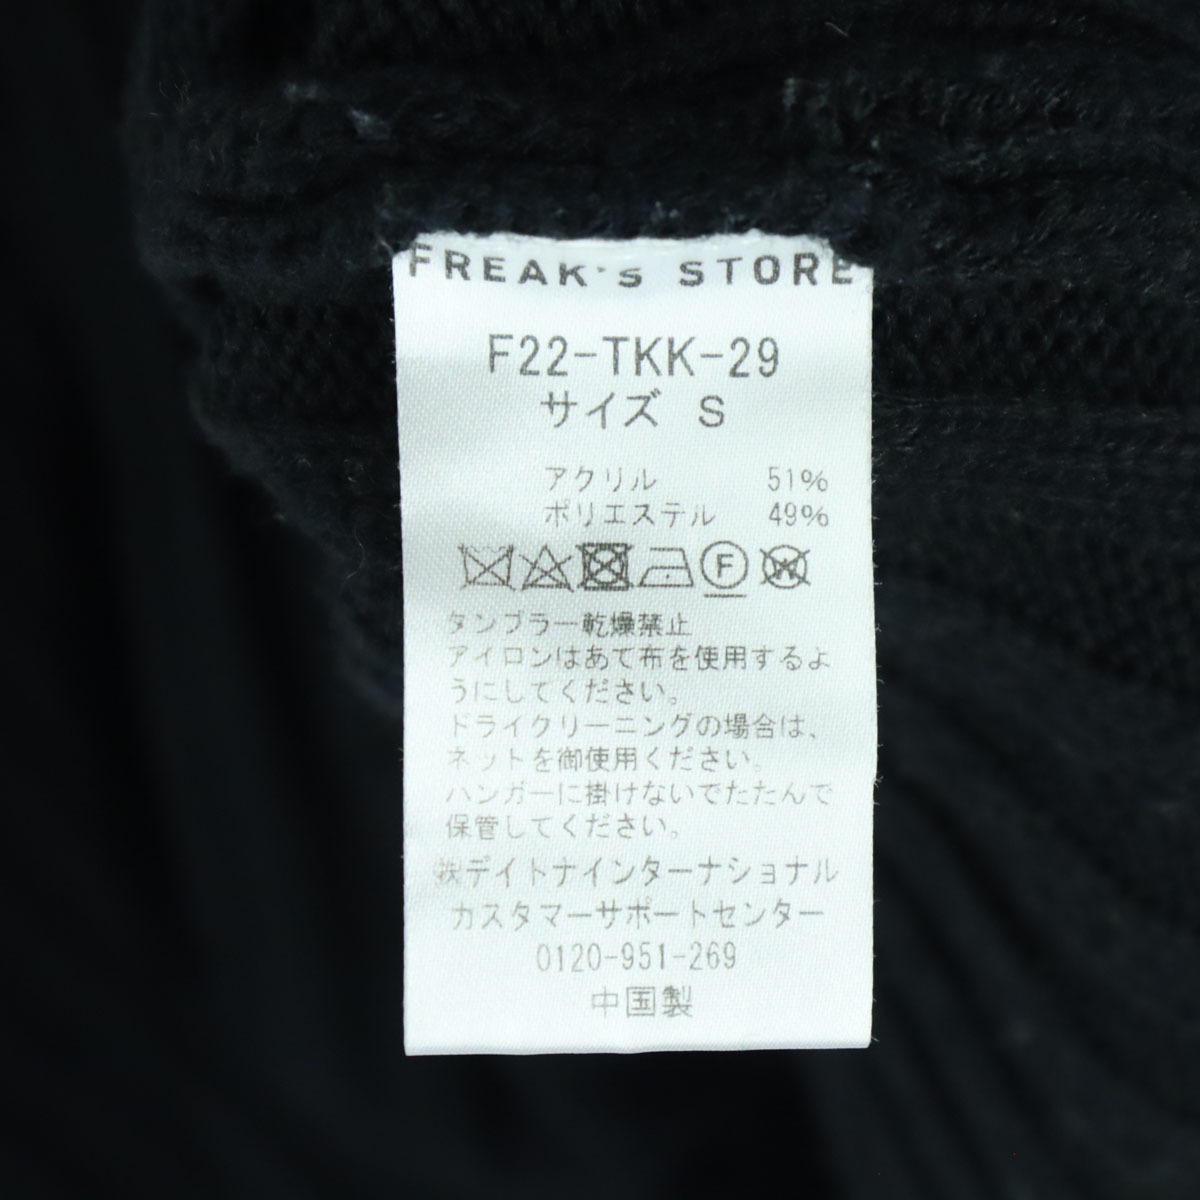 FREAK's STORE
F22-TKK-29
サイズ S
アクリル 51%
ポリエステル 49%
F
W
タンブラー乾燥禁止
アイロンはあて布を使用するよ
うにしてください。
ドライクリーニングの場合は、
ネットを御使用ください。
ハンガーに掛けないでたたんで
保管してください。
㈱デイトナインターナショナル
カスタマーサポートセンター
0120-951-269
中国製